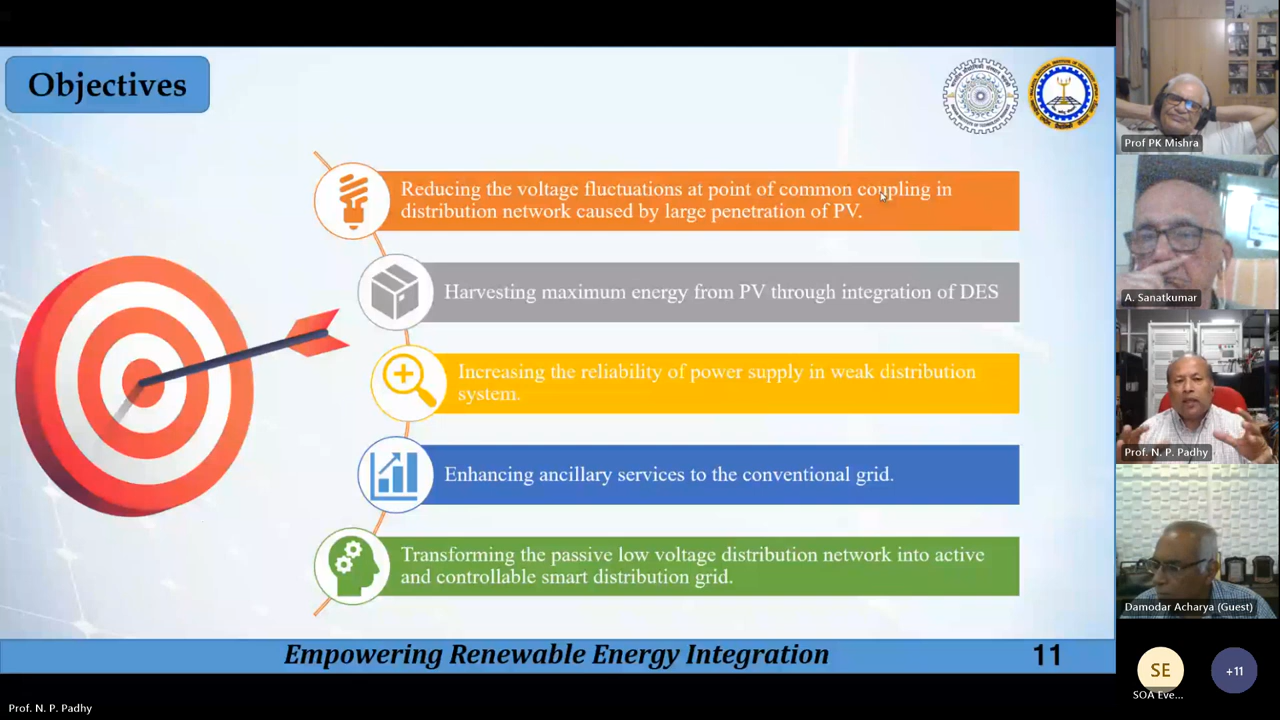 Objectives
Reducing the voltage fluctuations at point of common coupling in
distribution network caused by large penetration of PV.
Harvesting maximum energy from PV through integration of DES
Increasing the reliability of power supply in weak distribution
system.
Enhancing ancillary services to the conventional grid.
Transforming the passive low voltage distribution network into active
and controllable smart distribution grid.
Empowering Renewable Energy Integration
11
Prof PK Mishra
A. Sanatkumar
Prof. N. P. Padhy
Damodar Acharya (Guest)
SE
SOA Eve...
+11
Prof. N. P. Padhy